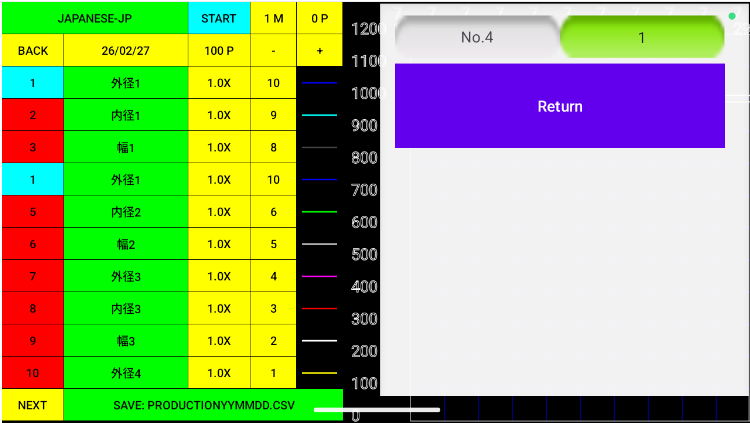 JAPANESE-JP START 1 M 0 P
BACK 26/02/27 100 P - +
1 外径1 1.0X 10
2 内径1 1.0X 9
3 幅1 1.0X 8
1 外径1 1.0X 10
5 内径2 1.0X 6
6 幅2 1.0X 5
7 外径3 1.0X 4
8 内径3 1.0X 3
9 幅3 1.0X 2
10 外径4 1.0X 1
NEXT SAVE: PRODUCTIONYYMMDD.CSV
1200
1100
1000
900
800
700
600
500
400
300
200
100
0
No.4 1
Return